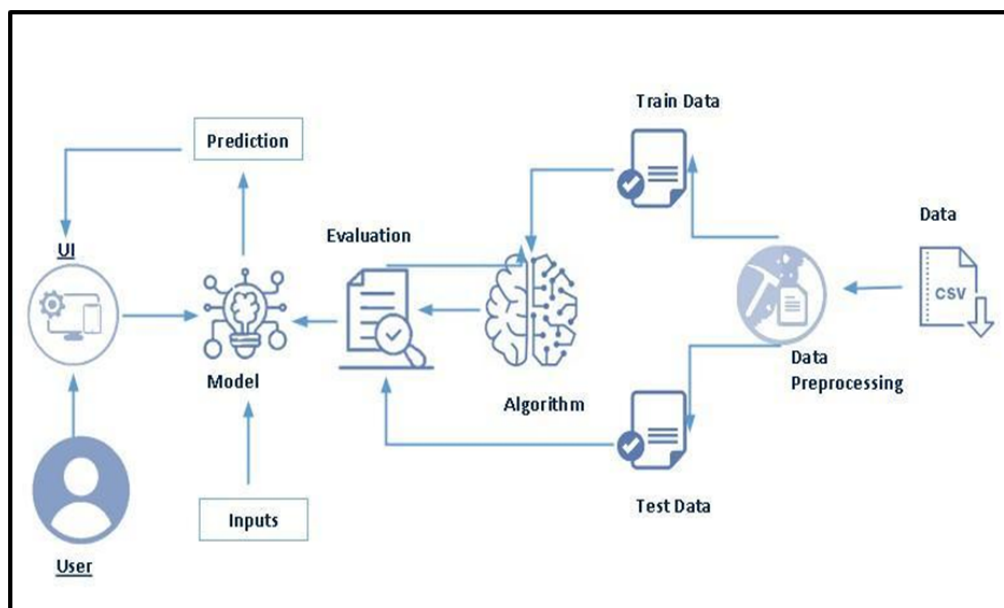 Train Data
Prediction
Data
UI
Evaluation
CSV
Model
Data
Preprocessing
Algorithm
Inputs
Test Data
User